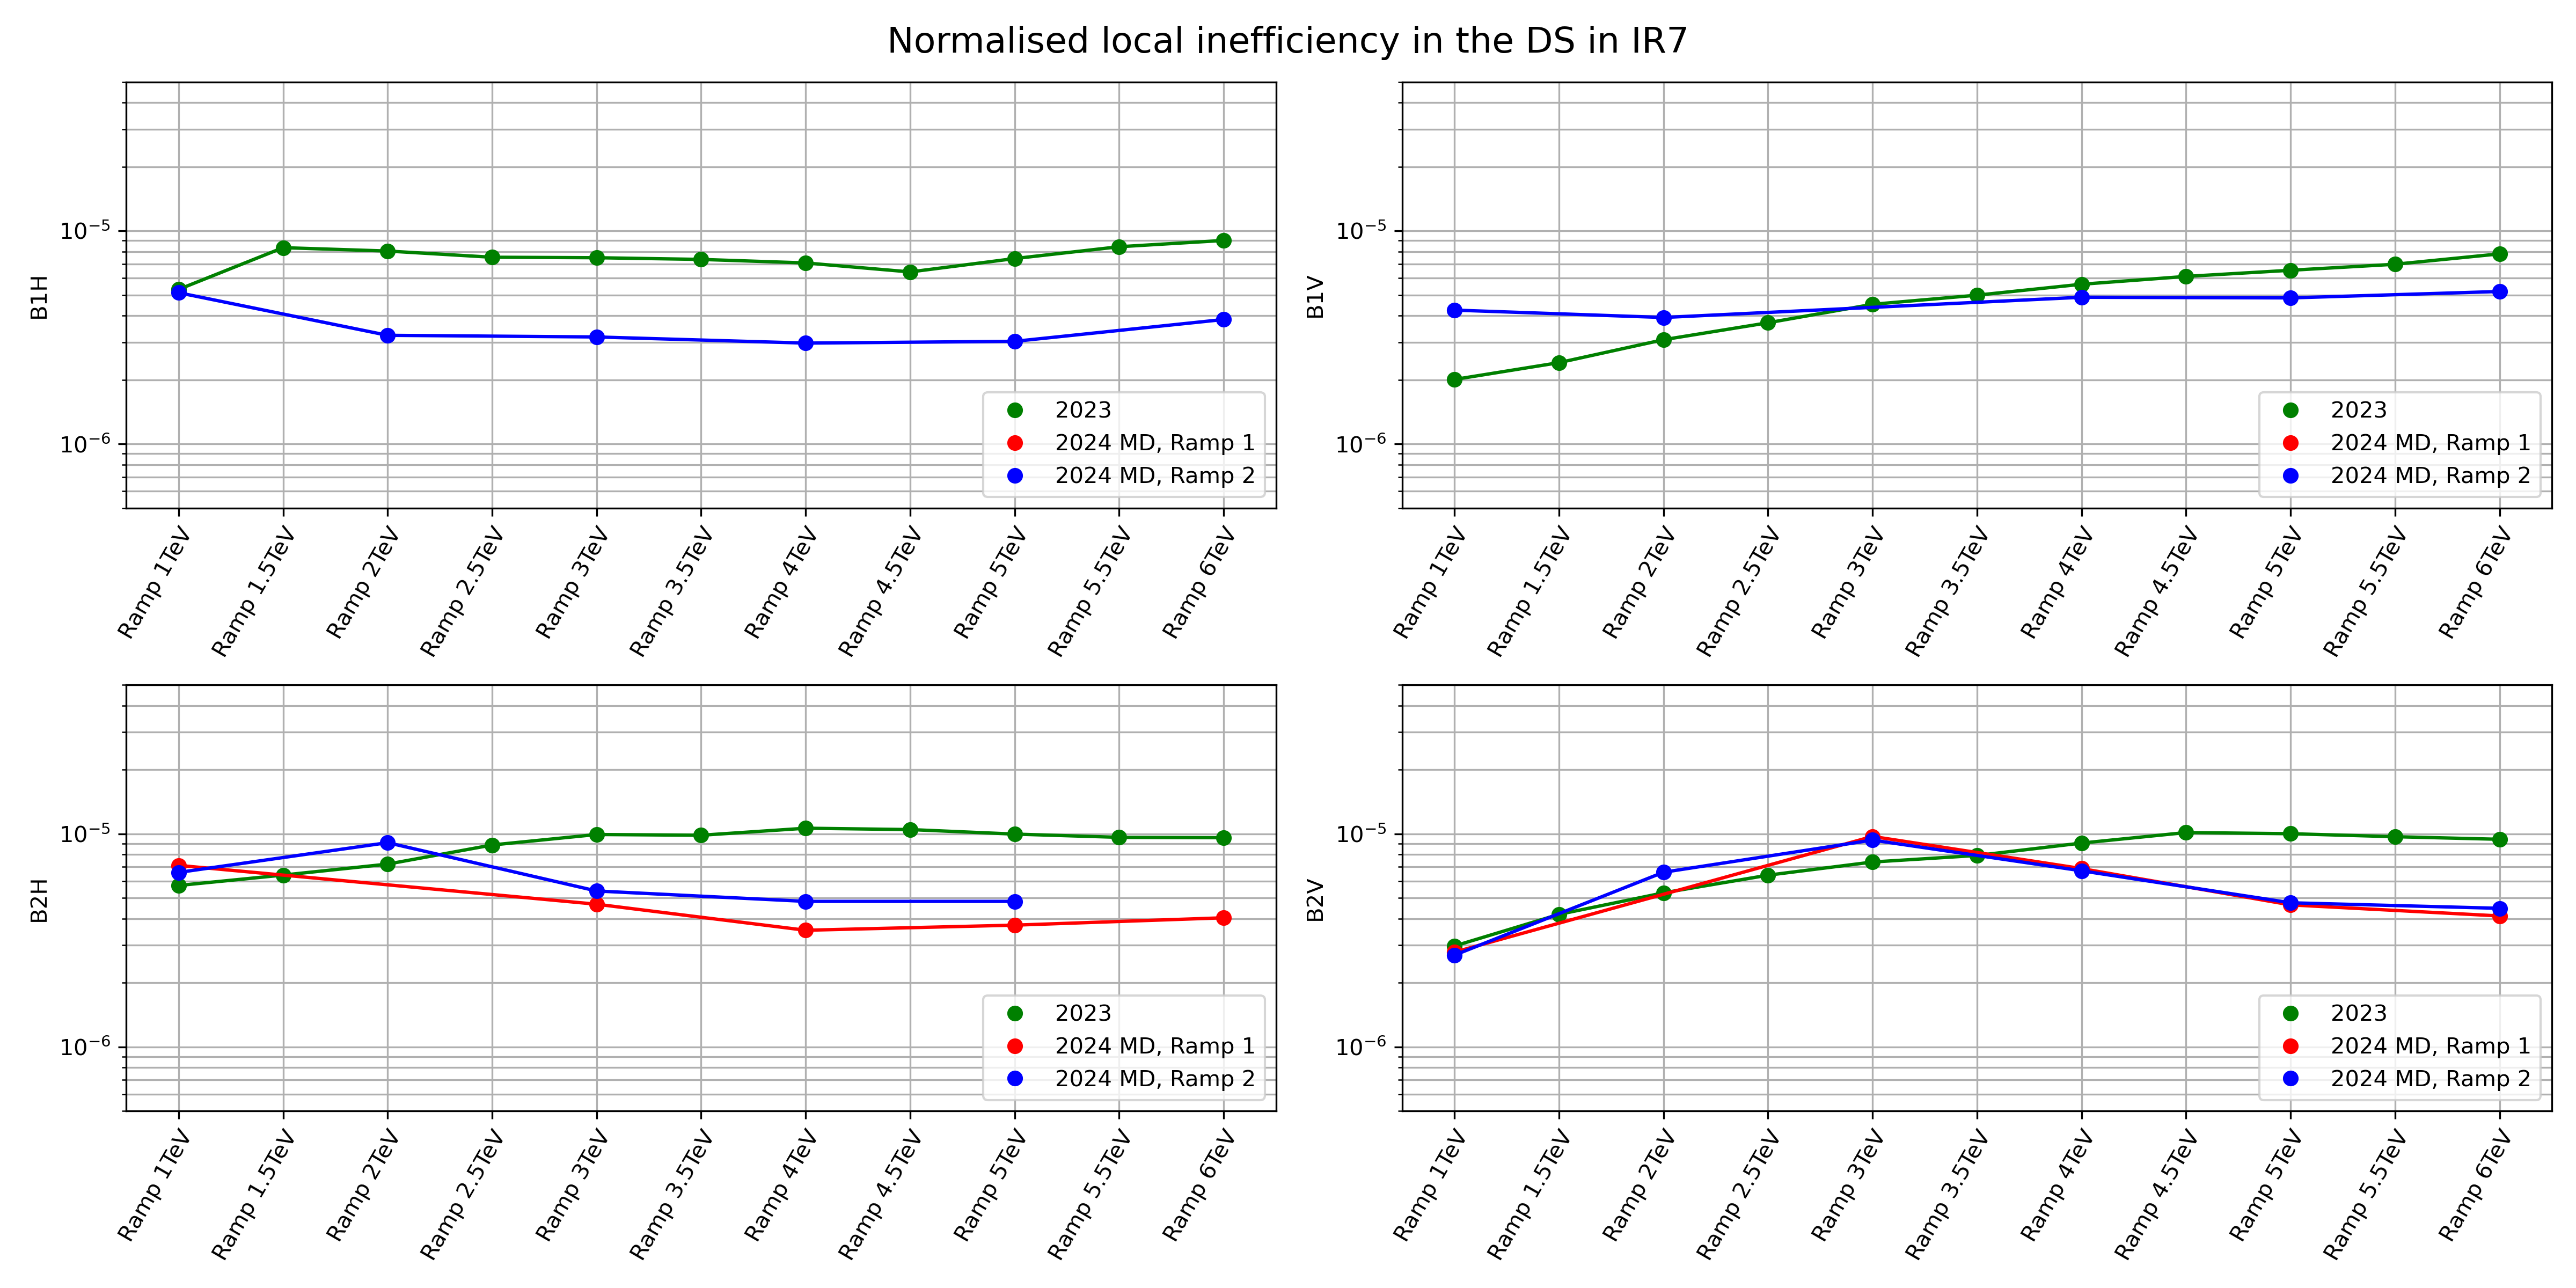 Normalised local inefficiency in the DS in IR7
B1H
10⁻⁵
10⁻⁶
2023
2024 MD, Ramp 1
2024 MD, Ramp 2
Ramp 1TeV
Ramp 1.5TeV
Ramp 2TeV
Ramp 2.5TeV
Ramp 3TeV
Ramp 3.5TeV
Ramp 4TeV
Ramp 4.5TeV
Ramp 5TeV
Ramp 5.5TeV
Ramp 6TeV
B1V
10⁻⁵
10⁻⁶
2023
2024 MD, Ramp 1
2024 MD, Ramp 2
Ramp 1TeV
Ramp 1.5TeV
Ramp 2TeV
Ramp 2.5TeV
Ramp 3TeV
Ramp 3.5TeV
Ramp 4TeV
Ramp 4.5TeV
Ramp 5TeV
Ramp 5.5TeV
Ramp 6TeV
B2H
10⁻⁵
10⁻⁶
2023
2024 MD, Ramp 1
2024 MD, Ramp 2
Ramp 1TeV
Ramp 1.5TeV
Ramp 2TeV
Ramp 2.5TeV
Ramp 3TeV
Ramp 3.5TeV
Ramp 4TeV
Ramp 4.5TeV
Ramp 5TeV
Ramp 5.5TeV
Ramp 6TeV
B2V
10⁻⁵
10⁻⁶
2023
2024 MD, Ramp 1
2024 MD, Ramp 2
Ramp 1TeV
Ramp 1.5TeV
Ramp 2TeV
Ramp 2.5TeV
Ramp 3TeV
Ramp 3.5TeV
Ramp 4TeV
Ramp 4.5TeV
Ramp 5TeV
Ramp 5.5TeV
Ramp 6TeV